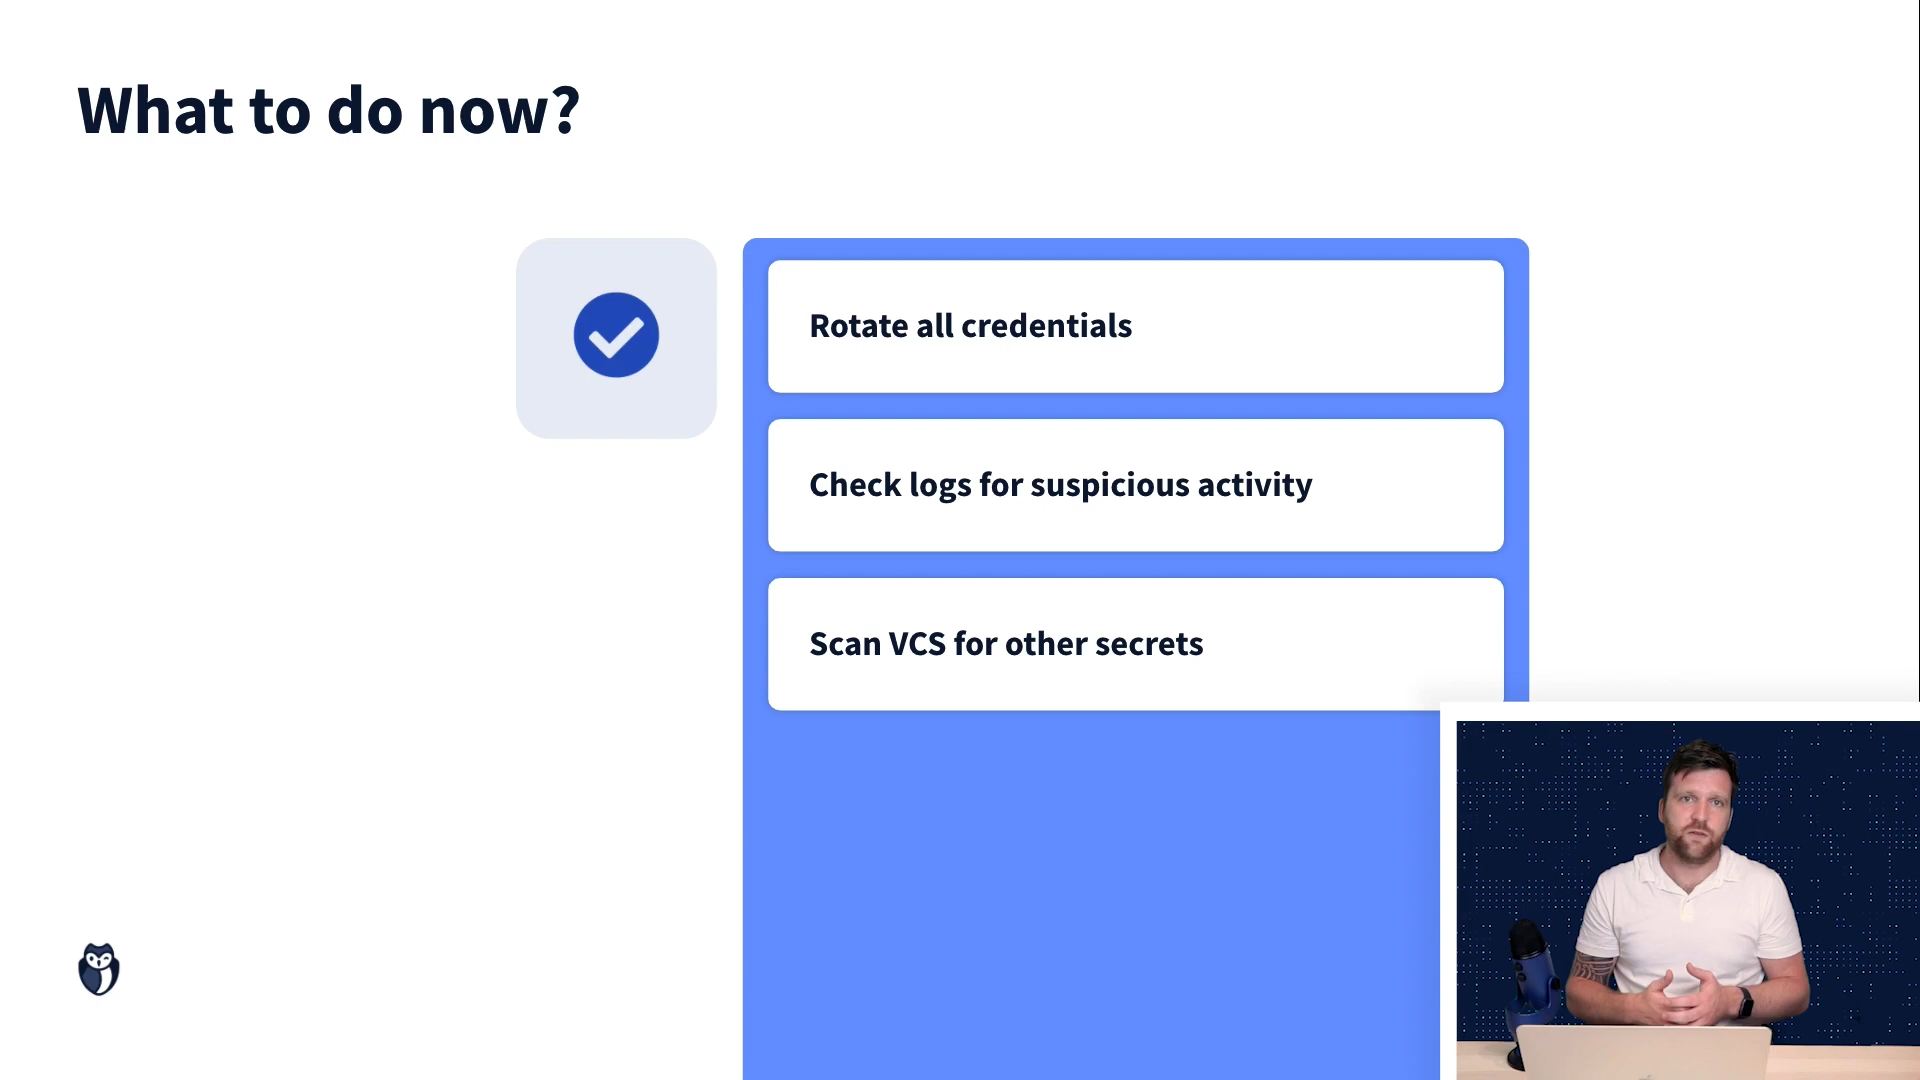 What to do now?
Rotate all credentials
Check logs for suspicious activity
Scan VCS for other secrets